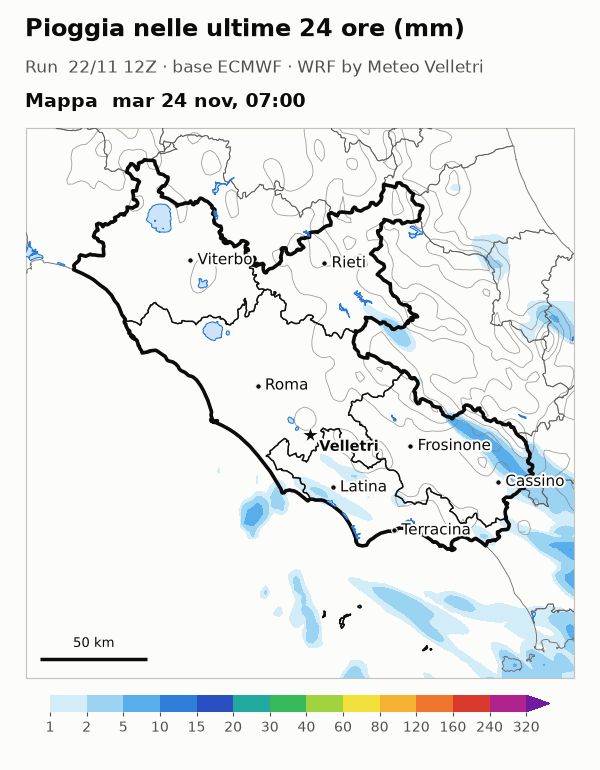 Pioggia nelle ultime 24 ore (mm)
Run 22/11 12Z · base ECMWF · WRF by Meteo Velletri
Mappa mar 24 nov, 07:00
Viterbo
Rieti
Roma
Velletri
Frosinone
Latina
Cassino
Terracina
50 km
1 2 5 10 15 20 30 40 60 80 120 160 240 320